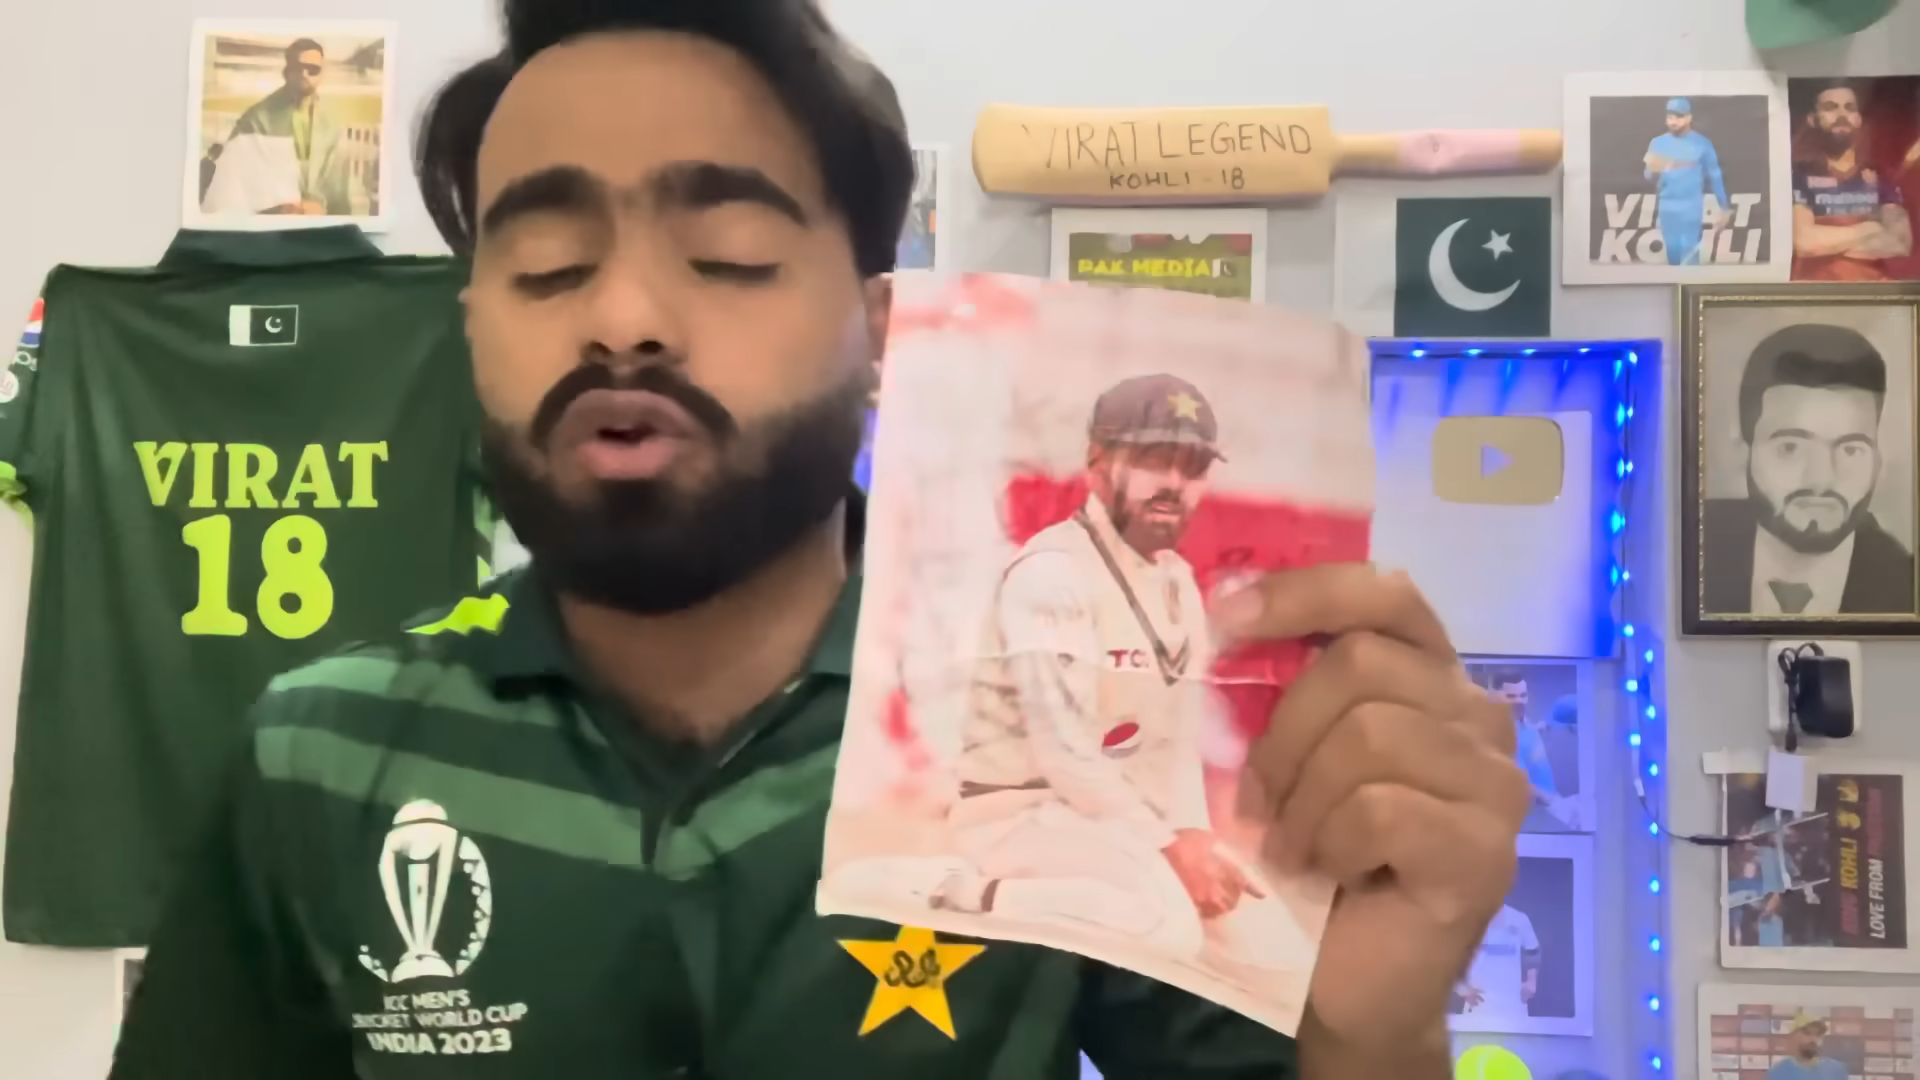 VIRAT LEGEND
KOHLI - 18
PAK MEDIA
VIRAT
KOHLI
VIRAT
18
ICC MEN'S
CRICKET WORLD CUP
INDIA 2023
KOHLI
LOVE FROM